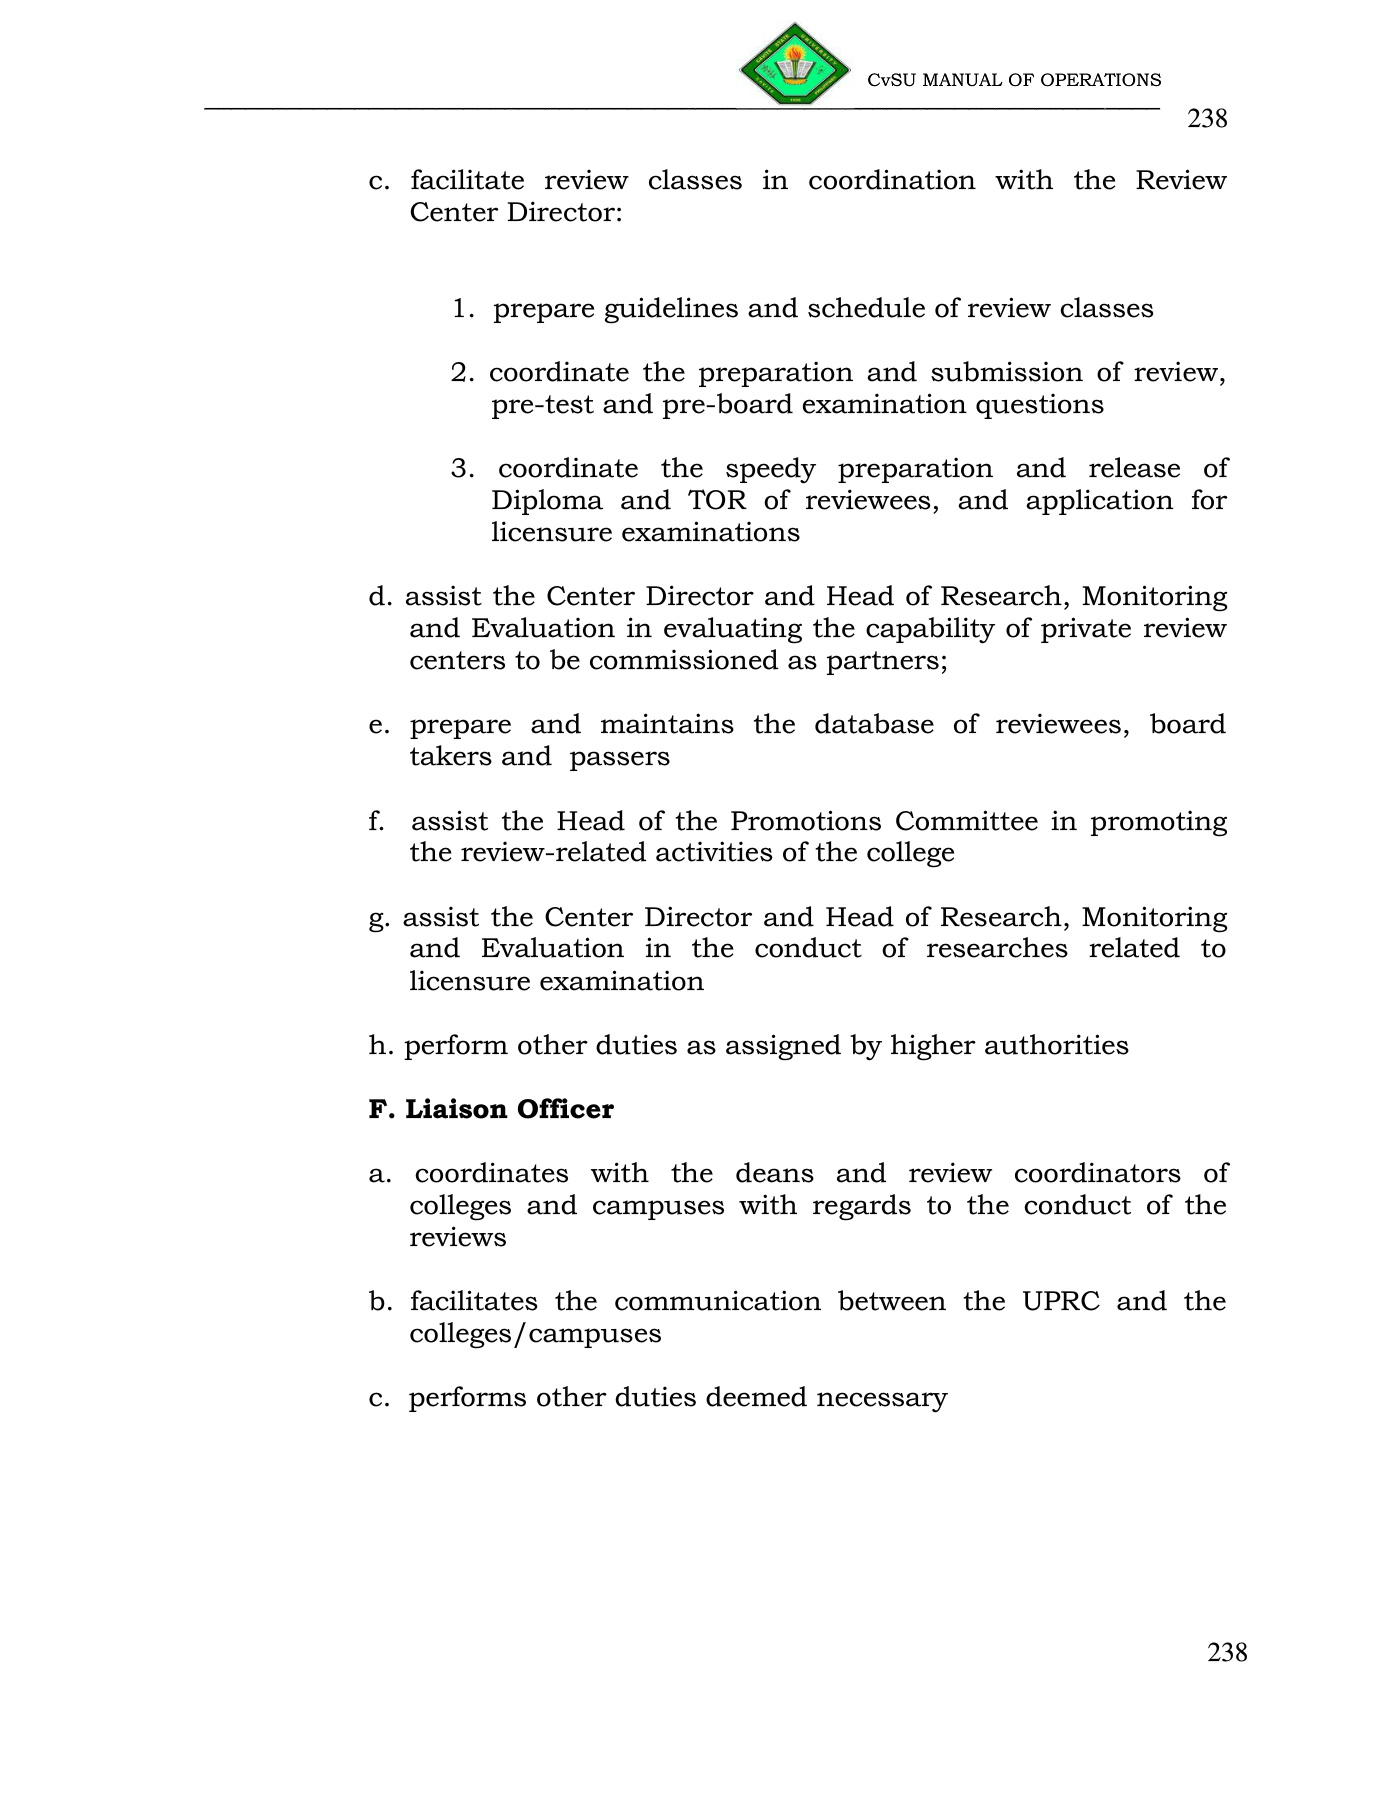 CvSU MANUAL OF OPERATIONS
238
c. facilitate review classes in coordination with the Review
Center Director:
1. prepare guidelines and schedule of review classes
2. coordinate the preparation and submission of review,
pre-test and pre-board examination questions
3. coordinate the speedy preparation and release of
Diploma and TOR of reviewees, and application for
licensure examinations
d. assist the Center Director and Head of Research, Monitoring
and Evaluation in evaluating the capability of private review
centers to be commissioned as partners;
e. prepare and maintains the database of reviewees, board
takers and passers
f. assist the Head of the Promotions Committee in promoting
the review-related activities of the college
g. assist the Center Director and Head of Research, Monitoring
and Evaluation in the conduct of researches related to
licensure examination
h. perform other duties as assigned by higher authorities
F. Liaison Officer
a. coordinates with the deans and review coordinators of
colleges and campuses with regards to the conduct of the
reviews
b. facilitates the communication between the UPRC and the
colleges/campuses
c. performs other duties deemed necessary
238